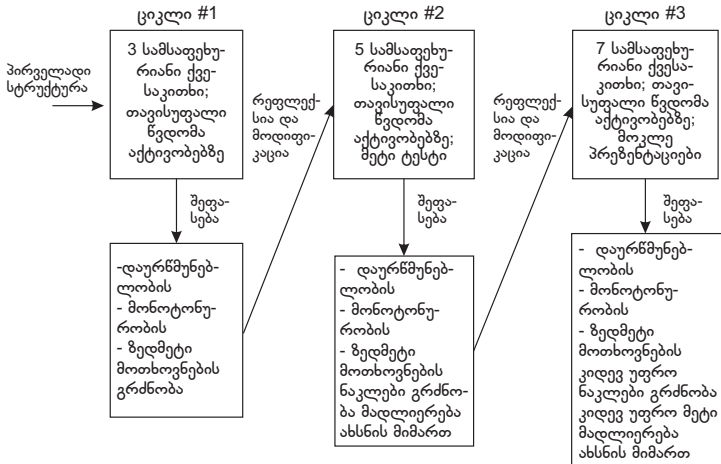 ციკლი #1
პირველადი
სტრუქტურა
3 სამსაფეხუ-
რიანი ქვე-
საკითხი;
თავისუფალი
წვდომა
აქტივობებზე
შეფა-
სება
-დაურწმუნებ-
ლობის
- მონოტონუ-
რობის
- ზედმეტი
მოთხოვნების
გრძნობა
რეფლექ-
სია და
მოდიფი-
კაცია
ციკლი #2
5 სამსაფეხუ-
რიანი ქვე-
საკითხი;
თავისუფალი
წვდომა
აქტივობებზე;
მეტი ტესტი
შეფა-
სება
- დაურწმუნებ-
ლობის
- მონოტონუ-
რობის
- ზედმეტი
მოთხოვნების
ნაკლები გრძნო-
ბა მადლიერება
ახსნის მიმართ
რეფლექ-
სია და
მოდიფი-
კაცია
ციკლი #3
7 სამსაფეხუ-
რიანი ქვესა-
კითხი; თავი-
სუფალი წვდომა
აქტივობებზე;
მოკლე
პრეზენტაციები
შეფა-
სება
- დაურწმუნებ-
ლობის
- მონოტონუ-
რობის
- ზედმეტი
მოთხოვნების
კიდევ უფრო
ნაკლები გრძნობა
კიდევ უფრო მეტი
მადლიერება
ახსნის მიმართ